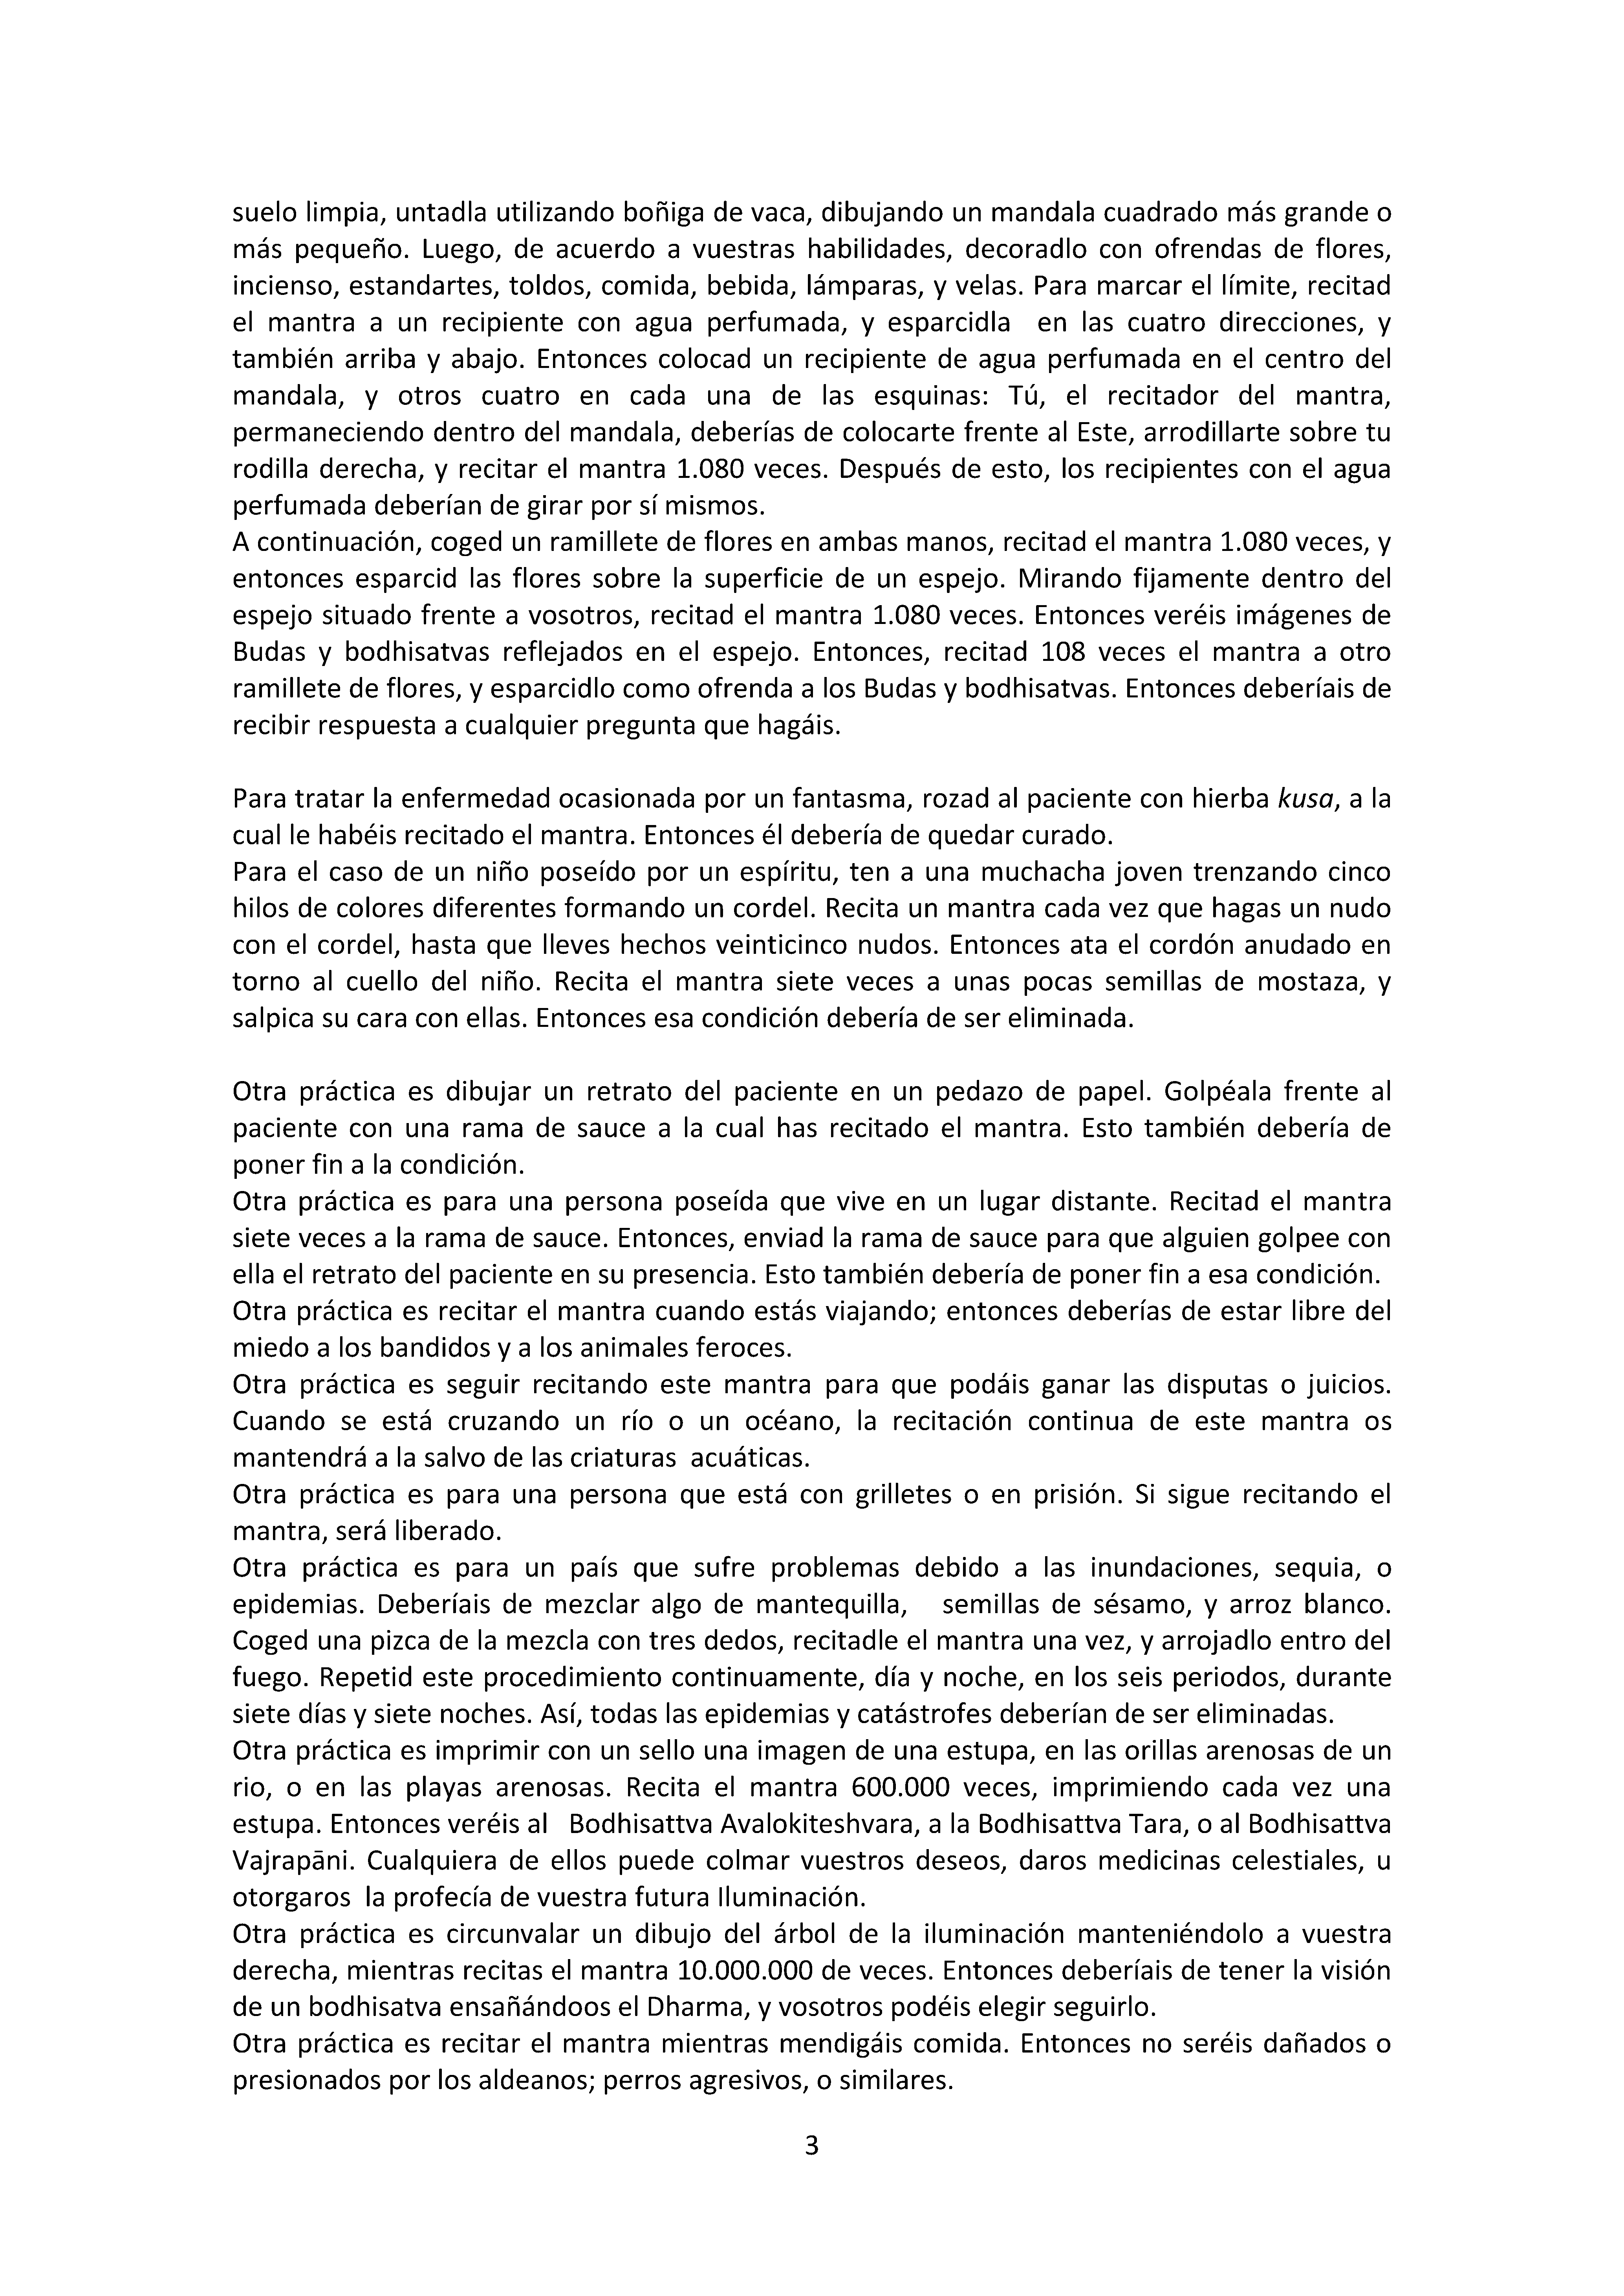 suelo limpia, untadla utilizando boñiga de vaca, dibujando un mandala cuadrado más grande o
más pequeño. Luego, de acuerdo a vuestras habilidades, decoradlo con ofrendas de flores,
incienso, estandartes, toldos, comida, bebida, lámparas, y velas. Para marcar el límite, recitad
el mantra a un recipiente con agua perfumada, y esparcidla en las cuatro direcciones, y
también arriba y abajo. Entonces colocad un recipiente de agua perfumada en el centro del
mandala, y otros cuatro en cada una de las esquinas: Tú, el recitador del mantra,
permaneciendo dentro del mandala, deberías de colocarte frente al Este, arrodillarte sobre tu
rodilla derecha, y recitar el mantra 1.080 veces. Después de esto, los recipientes con el agua
perfumada deberían de girar por sí mismos.
A continuación, coged un ramillete de flores en ambas manos, recitad el mantra 1.080 veces, y
entonces esparcid las flores sobre la superficie de un espejo. Mirando fijamente dentro del
espejo situado frente a vosotros, recitad el mantra 1.080 veces. Entonces veréis imágenes de
Budas y bodhisatvas reflejados en el espejo. Entonces, recitad 108 veces el mantra a otro
ramillete de flores, y esparcidlo como ofrenda a los Budas y bodhisatvas. Entonces deberíais de
recibir respuesta a cualquier pregunta que hagáis.
Para tratar la enfermedad ocasionada por un fantasma, rozad al paciente con hierba kusa, a la
cual le habéis recitado el mantra. Entonces él debería de quedar curado.
Para el caso de un niño poseído por un espíritu, ten a una muchacha joven trenzando cinco
hilos de colores diferentes formando un cordel. Recita un mantra cada vez que hagas un nudo
con el cordel, hasta que lleves hechos veinticinco nudos. Entonces ata el cordón anudado en
torno al cuello del niño. Recita el mantra siete veces a unas pocas semillas de mostaza, y
salpica su cara con ellas. Entonces esa condición debería de ser eliminada.
Otra práctica es dibujar un retrato del paciente en un pedazo de papel. Golpéala frente al
paciente con una rama de sauce a la cual has recitado el mantra. Esto también debería de
poner fin a la condición.
Otra práctica es para una persona poseída que vive en un lugar distante. Recitad el mantra
siete veces a la rama de sauce. Entonces, enviad la rama de sauce para que alguien golpee con
ella el retrato del paciente en su presencia. Esto también debería de poner fin a esa condición.
Otra práctica es recitar el mantra cuando estás viajando; entonces deberías de estar libre del
miedo a los bandidos y a los animales feroces.
Otra práctica es seguir recitando este mantra para que podáis ganar las disputas o juicios.
Cuando se está cruzando un río o un océano, la recitación continua de este mantra os
mantendrá a la salvo de las criaturas acuáticas.
Otra práctica es para una persona que está con grilletes o en prisión. Si sigue recitando el
mantra, será liberado.
Otra práctica es para un país que sufre problemas debido a las inundaciones, sequia, o
epidemias. Deberíais de mezclar algo de mantequilla, semillas de sésamo, y arroz blanco.
Coged una pizca de la mezcla con tres dedos, recitadle el mantra una vez, y arrojadlo entro del
fuego. Repetid este procedimiento continuamente, día y noche, en los seis periodos, durante
siete días y siete noches. Así, todas las epidemias y catástrofes deberían de ser eliminadas.
Otra práctica es imprimir con un sello una imagen de una estupa, en las orillas arenosas de un
rio, o en las playas arenosas. Recita el mantra 600.000 veces, imprimiendo cada vez una
estupa. Entonces veréis al Bodhisattva Avalokiteshvara, a la Bodhisattva Tara, o al Bodhisattva
Vajrapāni. Cualquiera de ellos puede colmar vuestros deseos, daros medicinas celestiales, u
otorgaros la profecía de vuestra futura Iluminación.
Otra práctica es circunvalar un dibujo del árbol de la iluminación manteniéndolo a vuestra
derecha, mientras recitas el mantra 10.000.000 de veces. Entonces deberíais de tener la visión
de un bodhisatva ensañándoos el Dharma, y vosotros podéis elegir seguirlo.
Otra práctica es recitar el mantra mientras mendigáis comida. Entonces no seréis dañados o
presionados por los aldeanos; perros agresivos, o similares.
3